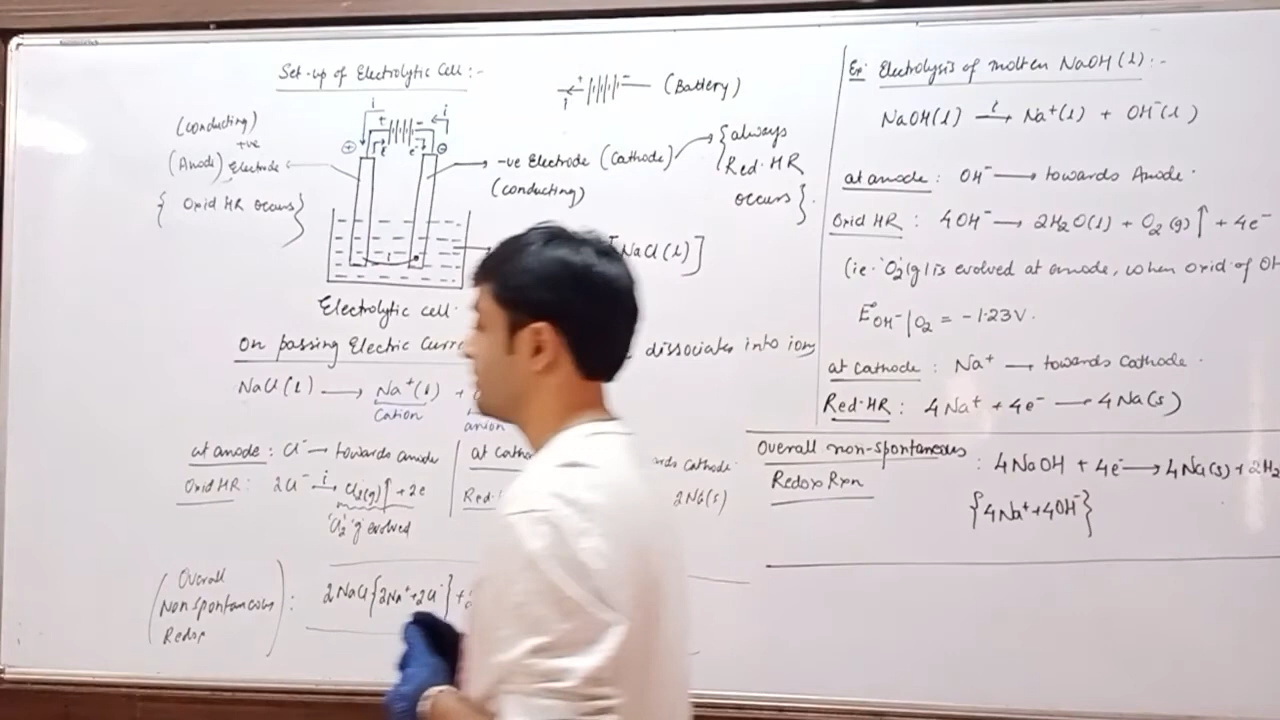 Set-up of Electrolytic Cell :-
(Battery)
(conducting)
+ve
(Anode) Electrode
{ Oxid HR occurs }
-ve Electrode (Cathode)
(conducting)
{ always
Red. HR
occurs }.
[NaCl(l)]
Electrolytic cell.
on passing Electric Curre
dissociates into ions
NaCl(l) ⟶ Na⁺(l) +
Cation
anion
at anode : Cl⁻ → towards anode
Oxid HR : 2Cl⁻ —i→ Cl₂(g)↑ + 2e
'Cl₂' g evolved
at catho
rds cathode.
Red.
2Na(s)
( Overall
Non spontaneous
Redox ) :
2NaCl {2Na⁺+2Cl⁻} +
Ex: Electrolysis of molten NaOH(l) :-
NaOH(l) —i→ Na⁺(l) + OH⁻(l)
at anode : OH⁻ ⟶ towards Anode.
Oxid HR : 4OH⁻ ⟶ 2H₂O(l) + O₂(g)↑ + 4e⁻
(ie. 'O₂'(g) is evolved at anode, when oxid. of OH
E OH⁻|O₂ = -1.23V.
at Cathode : Na⁺ ⟶ towards Cathode.
Red. HR : 4Na⁺ + 4e⁻ ⟶ 4Na(s)
Overall non-spontaneous
Redox Rxn
: 4NaOH + 4e⁻ ⟶ 4Na(s) + 2H₂
{4Na⁺+4OH⁻}